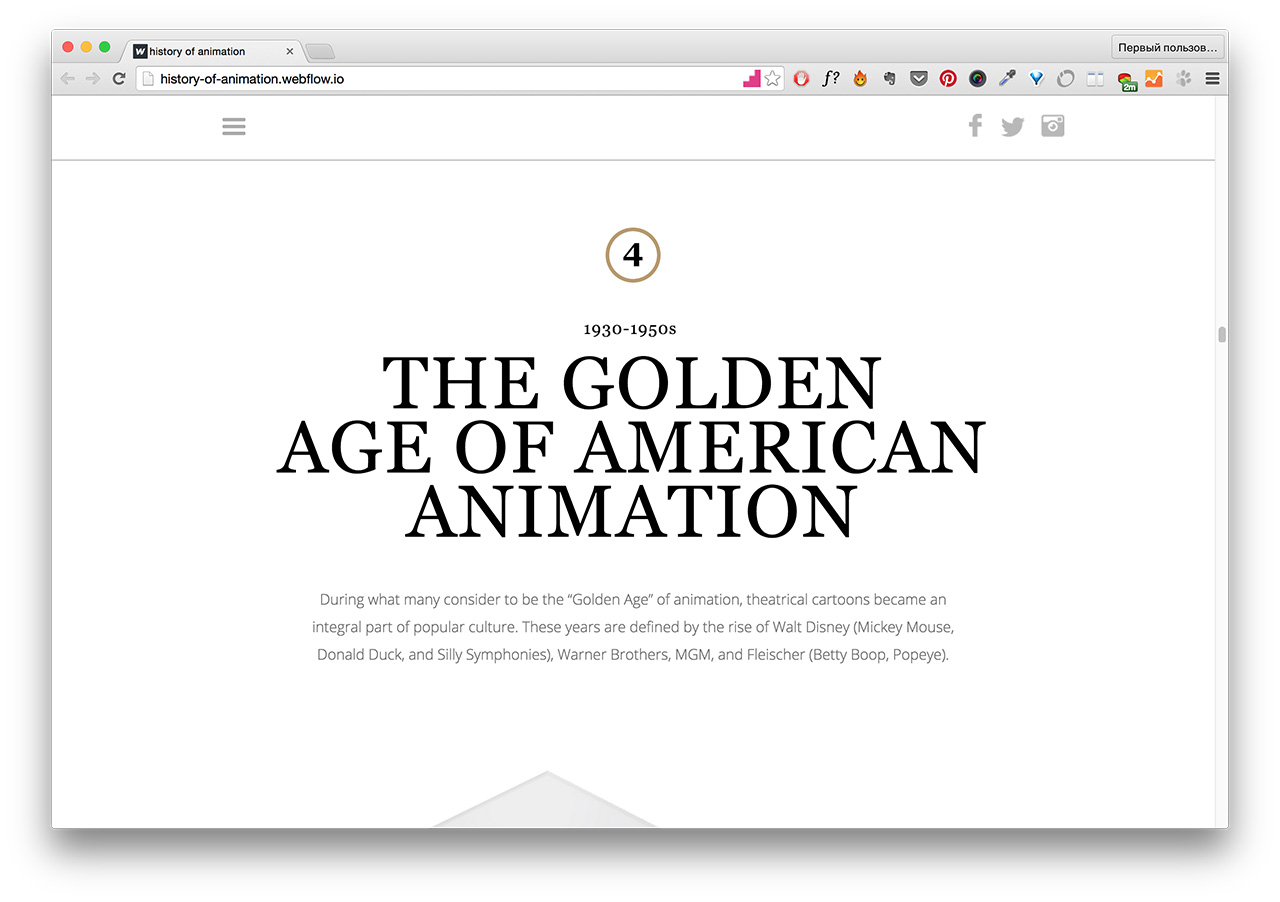 history of animation
Первый пользов...
history-of-animation.webflow.io
f?
2m
4
1930-1950s
THE GOLDEN
AGE OF AMERICAN
ANIMATION
During what many consider to be the “Golden Age” of animation, theatrical cartoons became an
integral part of popular culture. These years are defined by the rise of Walt Disney (Mickey Mouse,
Donald Duck, and Silly Symphonies), Warner Brothers, MGM, and Fleischer (Betty Boop, Popeye).